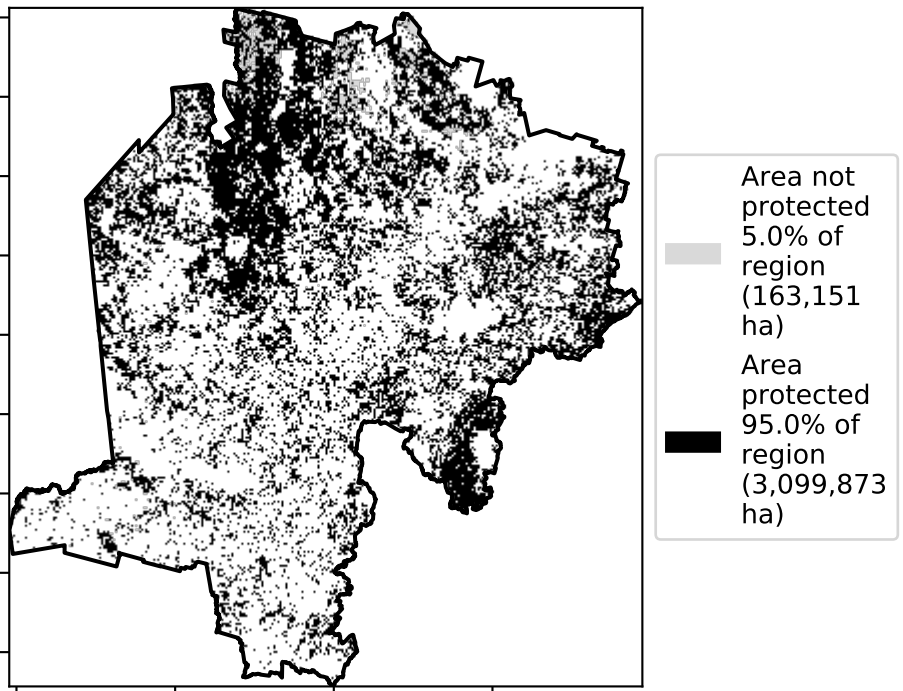 Area not
protected
5.0% of
region
(163,151
ha)
Area
protected
95.0% of
region
(3,099,873
ha)